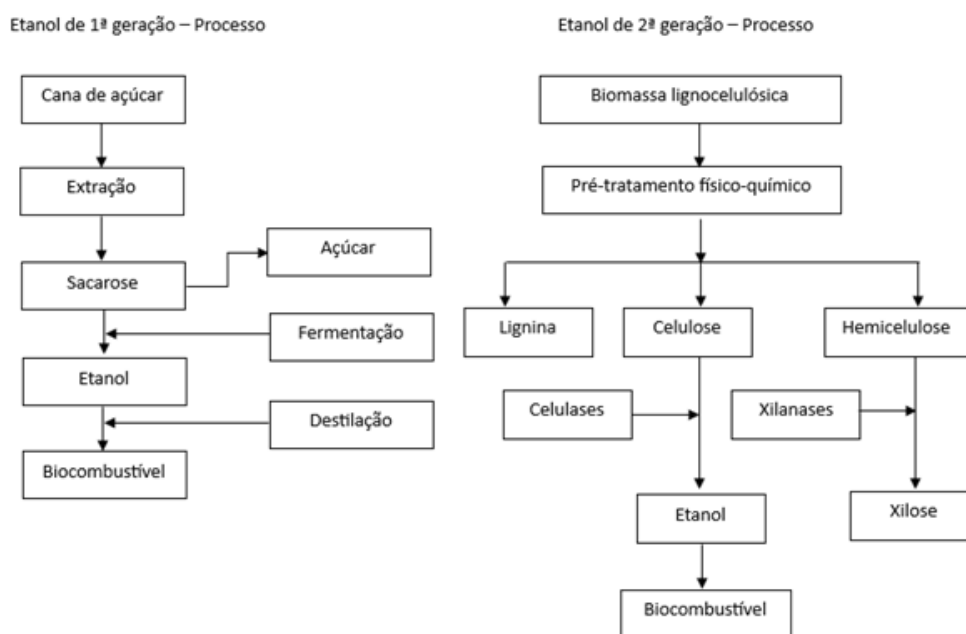 Etanol de 1ª geração – Processo
Cana de açúcar
Extração
Açúcar
Sacarose
Fermentação
Etanol
Destilação
Biocombustível
Etanol de 2ª geração – Processo
Biomassa lignocelulósica
Pré-tratamento físico-químico
Lignina
Celulose
Hemicelulose
Celulases
Xilanases
Etanol
Xilose
Biocombustível